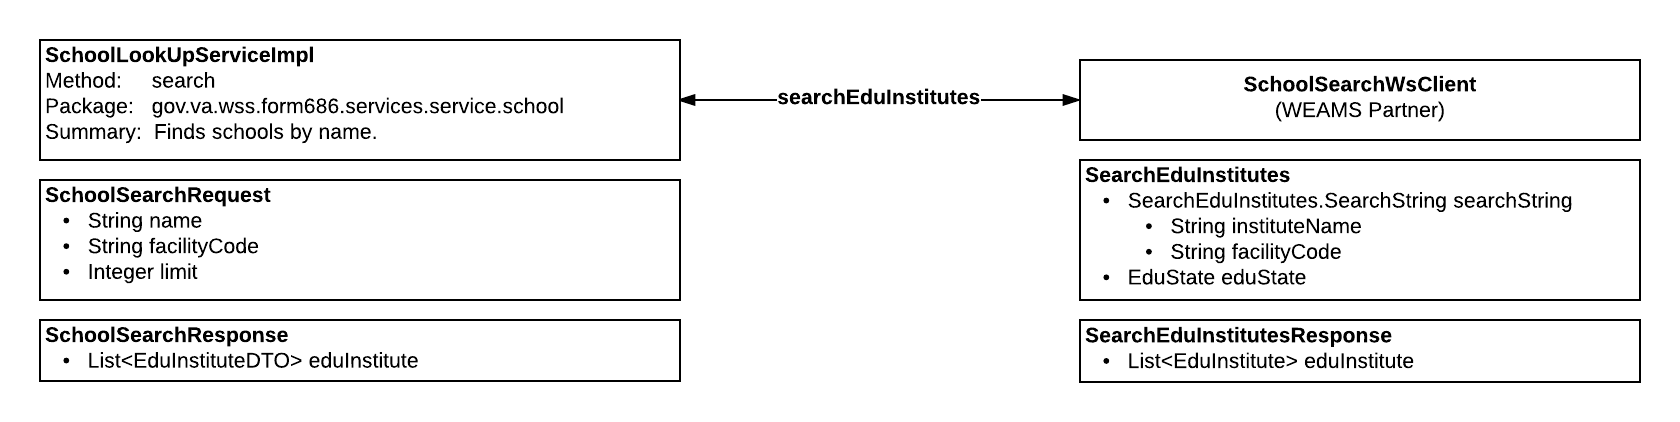 SchoolLookUpServiceImpl
Method: search
Package: gov.va.wss.form686.services.service.school
Summary: Finds schools by name.
SchoolSearchRequest
• String name
• String facilityCode
• Integer limit
SchoolSearchResponse
• List<EduInstituteDTO> eduInstitute
searchEduInstitutes
SchoolSearchWsClient
(WEAMS Partner)
SearchEduInstitutes
• SearchEduInstitutes.SearchString searchString
• String instituteName
• String facilityCode
• EduState eduState
SearchEduInstitutesResponse
• List<EduInstitute> eduInstitute